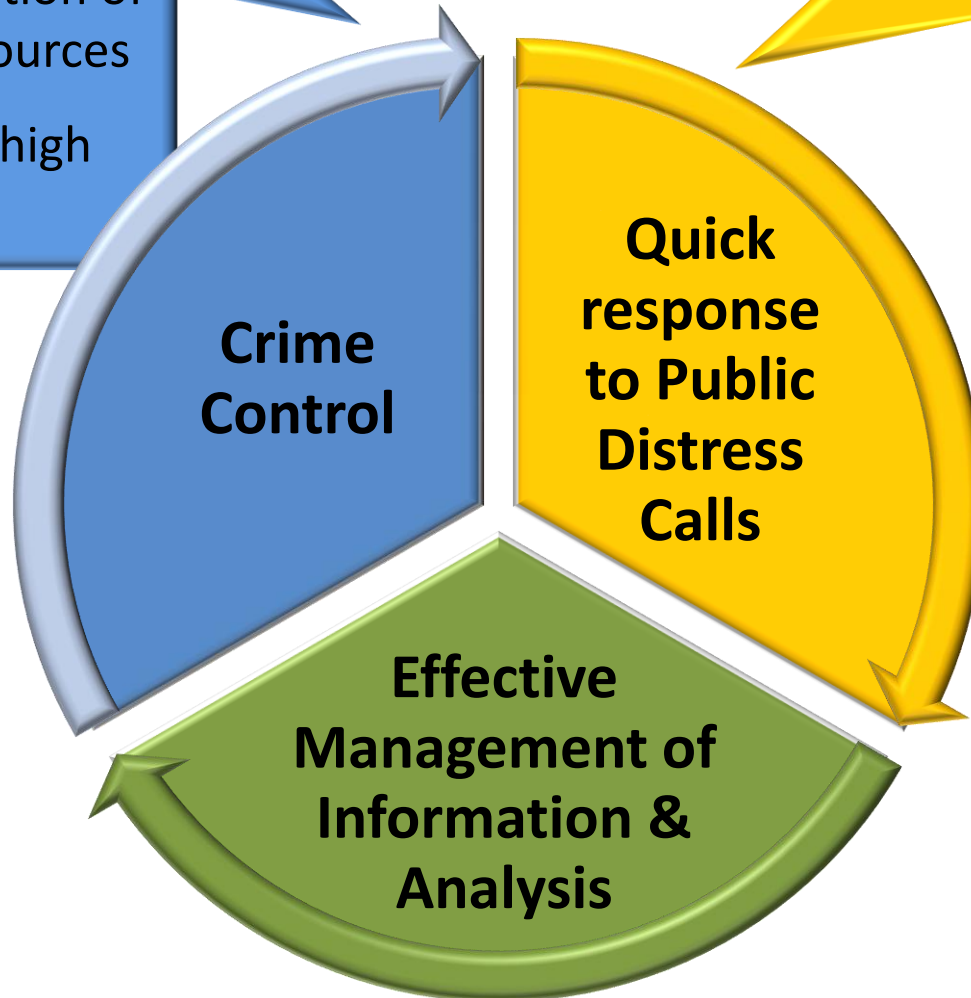 ources
high
Crime
Control
Quick
response
to Public
Distress
Calls
Effective
Management of
Information &
Analysis